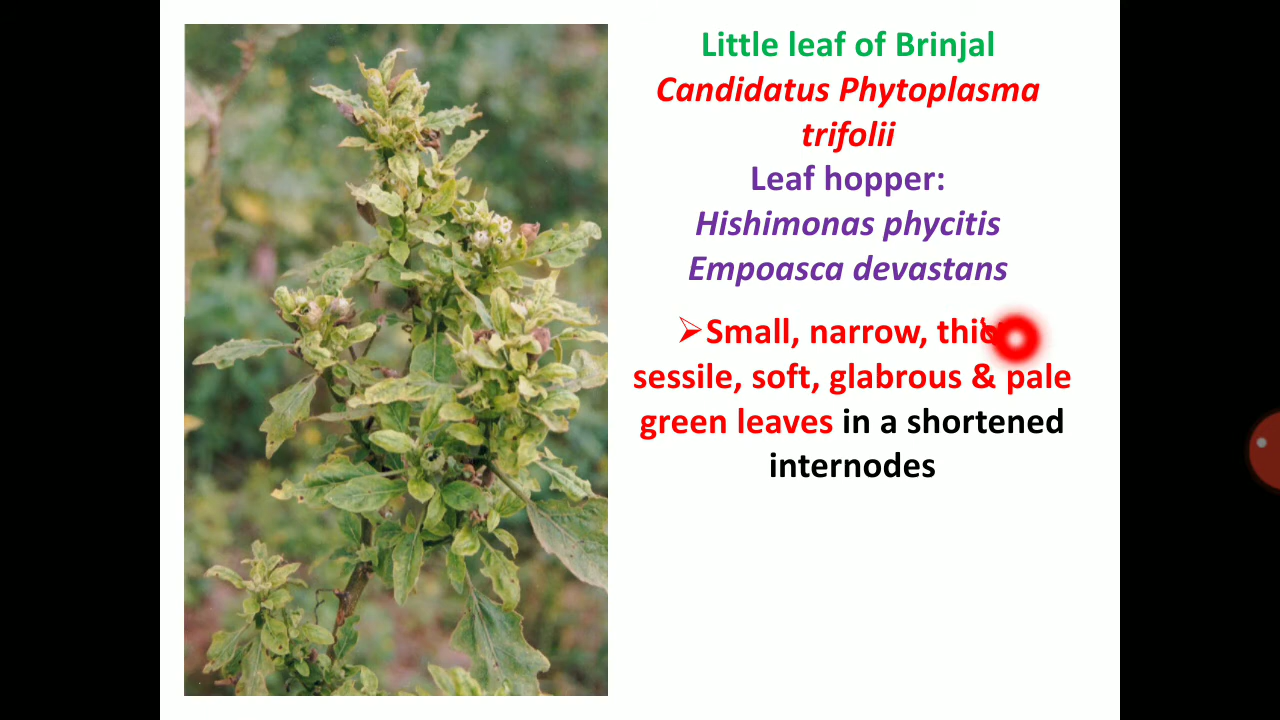 Little leaf of Brinjal
Candidatus Phytoplasma
trifolii
Leaf hopper:
Hishimonas phycitis
Empoasca devastans
➢Small, narrow,
sessile, soft, glabrous & pale
green leaves in a shortened
internodes